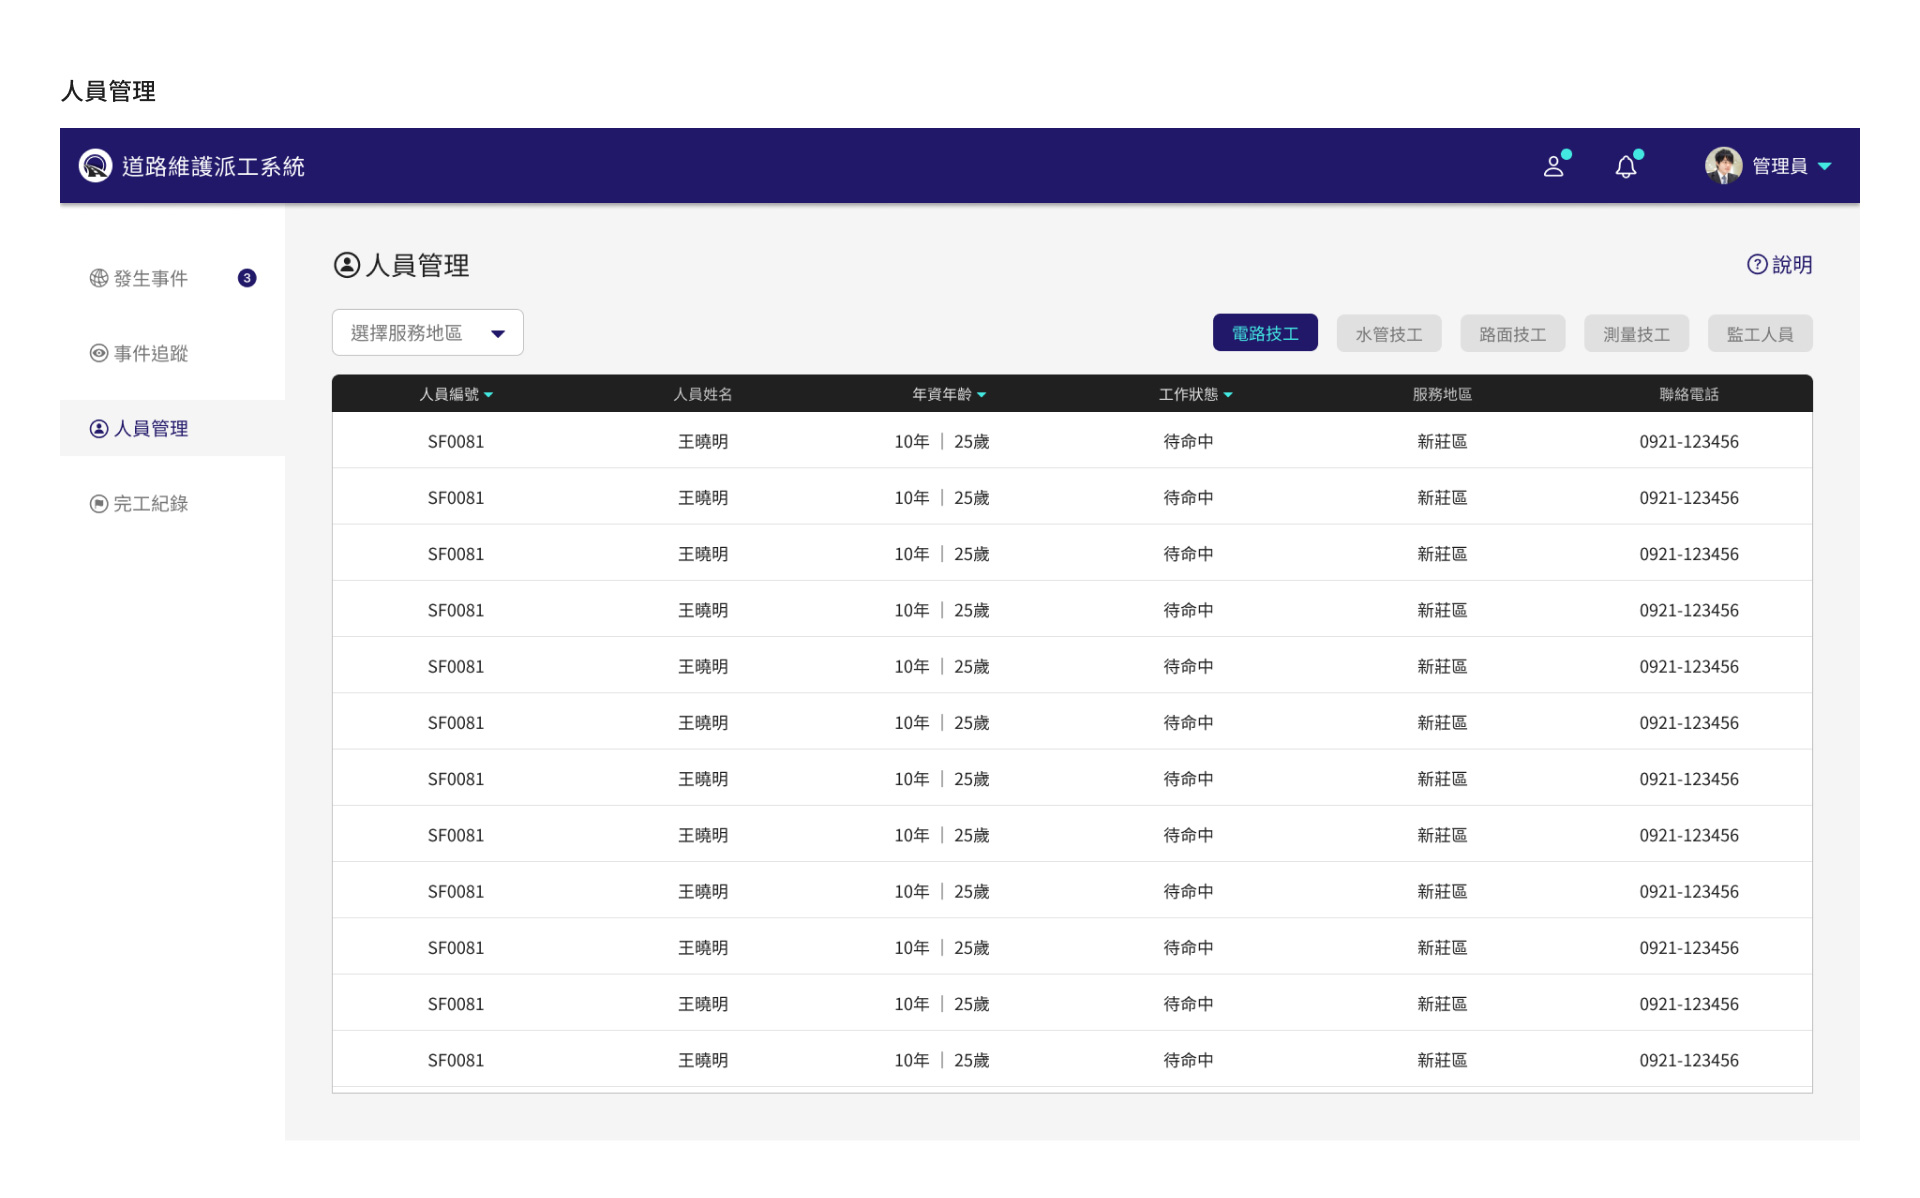 人員管理
道路維護派工系統
管理員
發生事件 3
事件追蹤
人員管理
完工紀錄
人員管理
說明
選擇服務地區
電路技工 水管技工 路面技工 測量技工 監工人員
人員編號 人員姓名 年資年齡 工作狀態 服務地區 聯絡電話
SF0081 王曉明 10年 | 25歲 待命中 新莊區 0921-123456
SF0081 王曉明 10年 | 25歲 待命中 新莊區 0921-123456
SF0081 王曉明 10年 | 25歲 待命中 新莊區 0921-123456
SF0081 王曉明 10年 | 25歲 待命中 新莊區 0921-123456
SF0081 王曉明 10年 | 25歲 待命中 新莊區 0921-123456
SF0081 王曉明 10年 | 25歲 待命中 新莊區 0921-123456
SF0081 王曉明 10年 | 25歲 待命中 新莊區 0921-123456
SF0081 王曉明 10年 | 25歲 待命中 新莊區 0921-123456
SF0081 王曉明 10年 | 25歲 待命中 新莊區 0921-123456
SF0081 王曉明 10年 | 25歲 待命中 新莊區 0921-123456
SF0081 王曉明 10年 | 25歲 待命中 新莊區 0921-123456
SF0081 王曉明 10年 | 25歲 待命中 新莊區 0921-123456